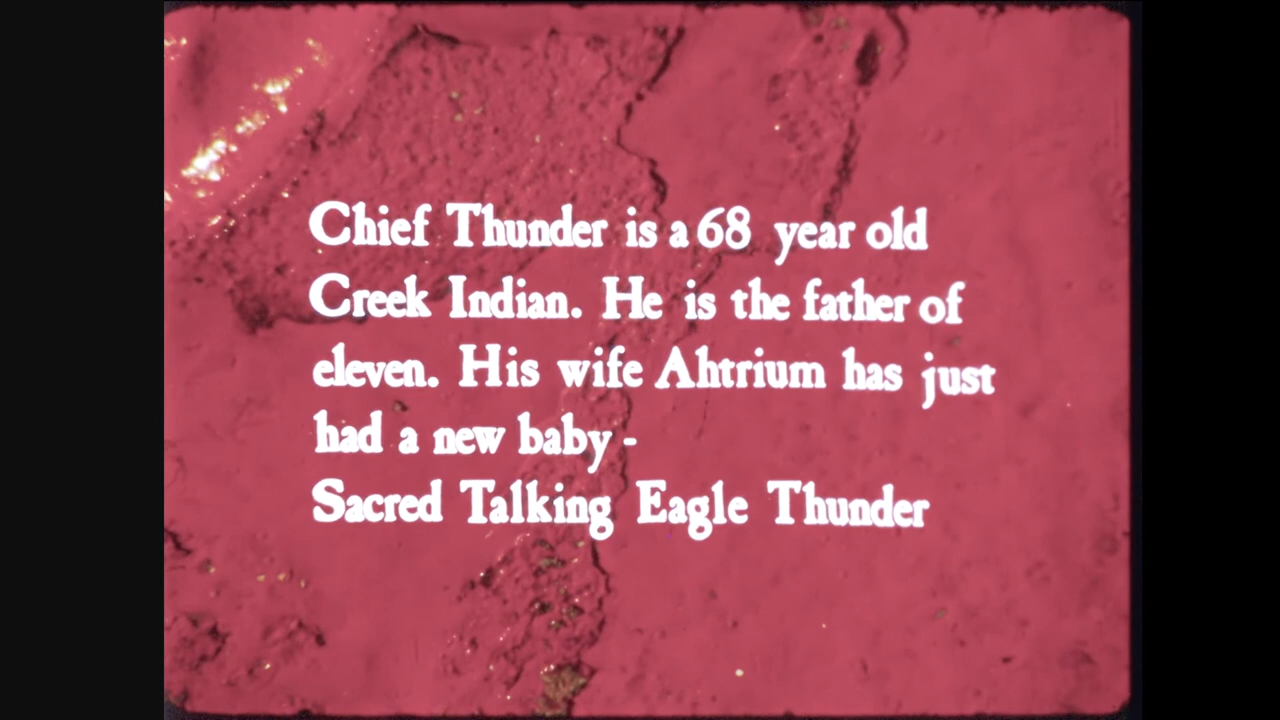 Chief Thunder is a 68 year old
Creek Indian. He is the father of
eleven. His wife Ahtrium has just
had a new baby -
Sacred Talking Eagle Thunder